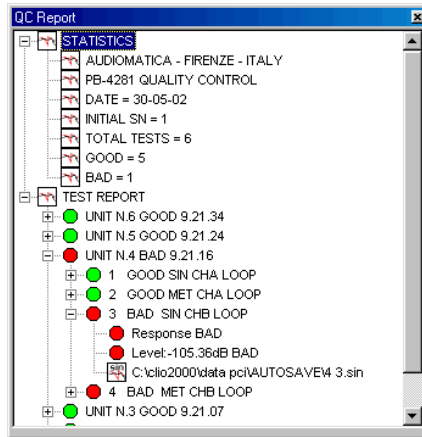 QC Report
STATISTICS
AUDIOMATICA - FIRENZE - ITALY
PB-4281 QUALITY CONTROL
DATE = 30-05-02
INITIAL SN = 1
TOTAL TESTS = 6
GOOD = 5
BAD = 1
TEST REPORT
UNIT N.6 GOOD 9.21.34
UNIT N.5 GOOD 9.21.24
UNIT N.4 BAD 9.21.16
1 GOOD SIN CHA LOOP
2 GOOD MET CHA LOOP
3 BAD SIN CHB LOOP
Response BAD
Level:-105.36dB BAD
sin C:\clio2000\data pci\AUTOSAVE\4 3.sin
4 BAD MET CHB LOOP
UNIT N.3 GOOD 9.21.07